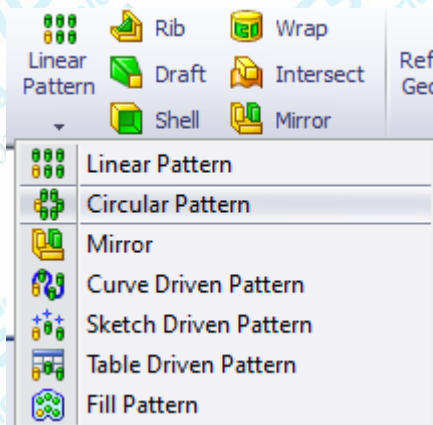 Linear Pattern
Rib
Draft
Shell
Wrap
Intersect
Mirror
Ref
Geo
Linear Pattern
Circular Pattern
Mirror
Curve Driven Pattern
Sketch Driven Pattern
Table Driven Pattern
Fill Pattern